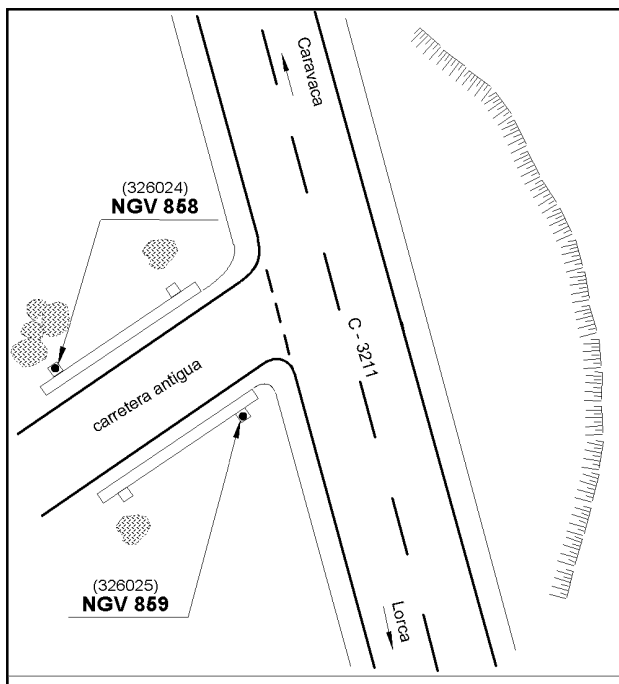 Caravaca
(326024)
NGV 858
C - 3211
carretera antigua
(326025)
NGV 859
Lorca